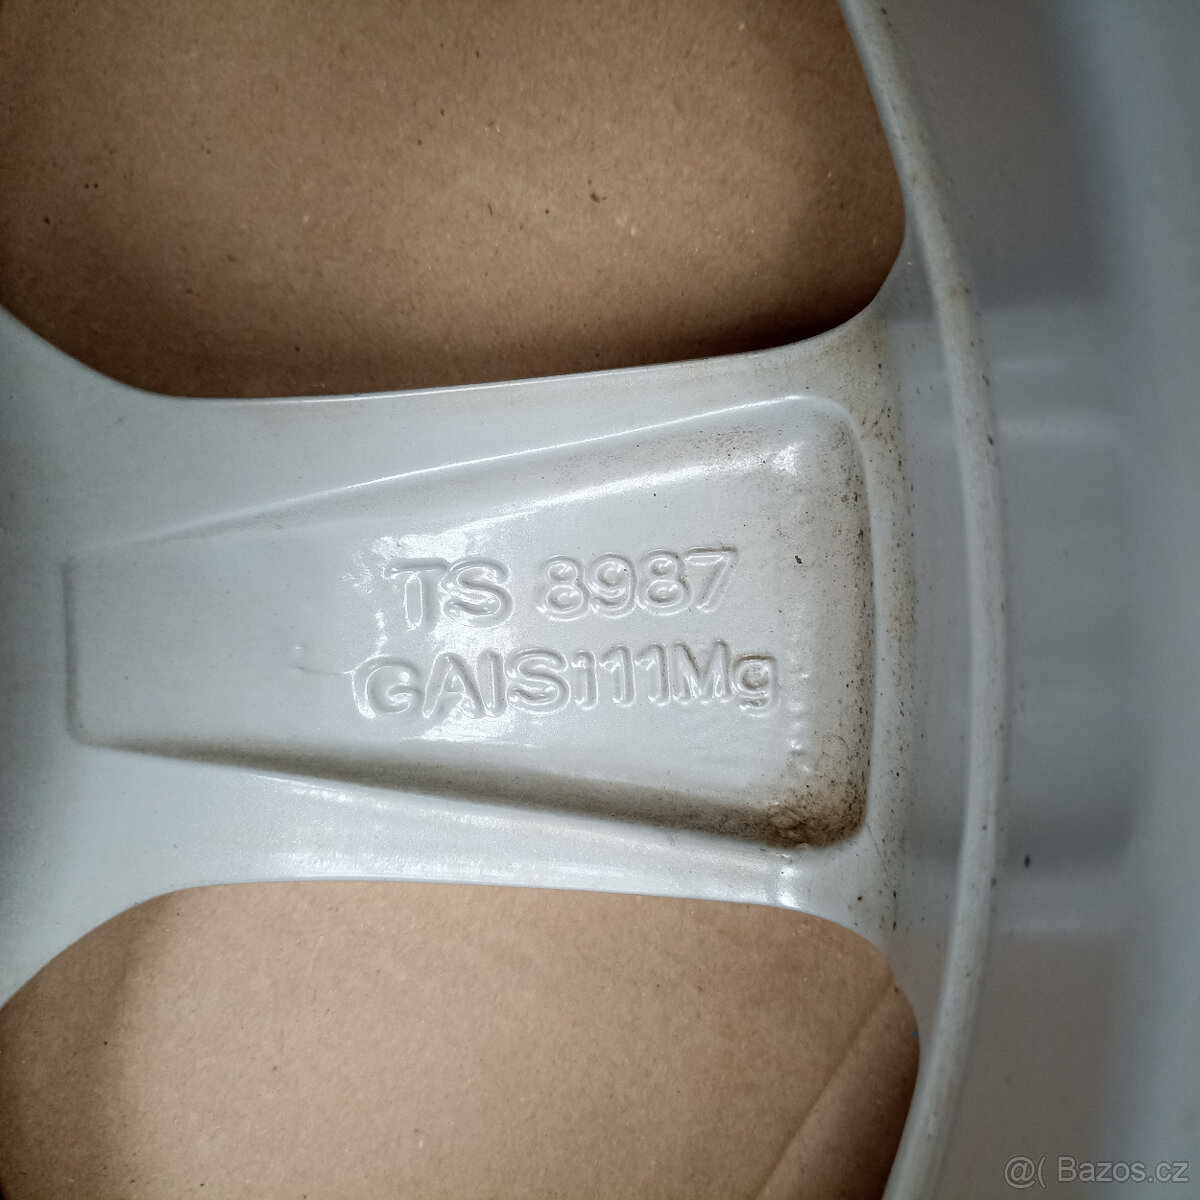 TS 8987
GAlSi11Mg
@( Bazos.cz